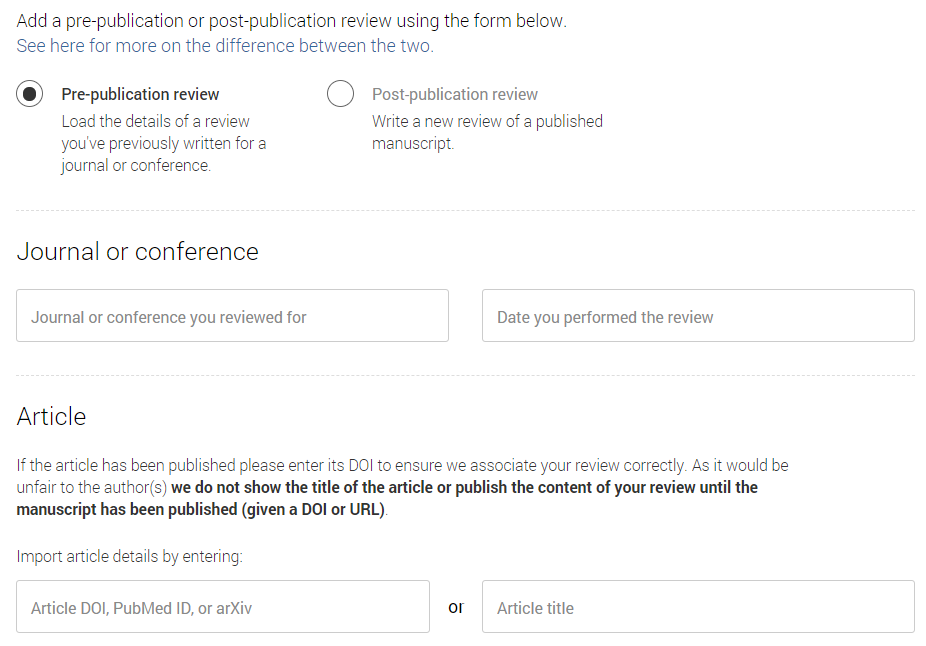 Add a pre-publication or post-publication review using the form below.
See here for more on the difference between the two.
Pre-publication review
Load the details of a review
you've previously written for a
journal or conference.
Post-publication review
Write a new review of a published
manuscript.
Journal or conference
Journal or conference you reviewed for
Date you performed the review
Article
If the article has been published please enter its DOI to ensure we associate your review correctly. As it would be
unfair to the author(s) we do not show the title of the article or publish the content of your review until the
manuscript has been published (given a DOI or URL).
Import article details by entering:
Article DOI, PubMed ID, or arXiv
or
Article title